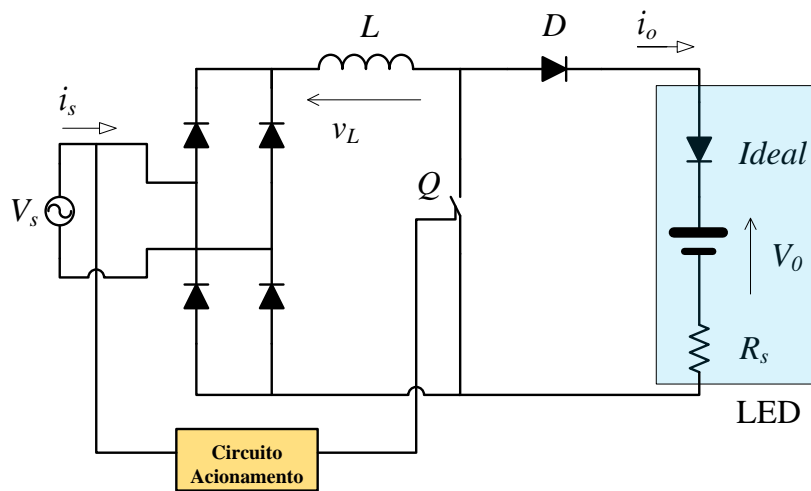 L
D
i_o
i_s
v_L
Ideal
Q
V_s
V_0
R_s
LED
Circuito
Acionamento